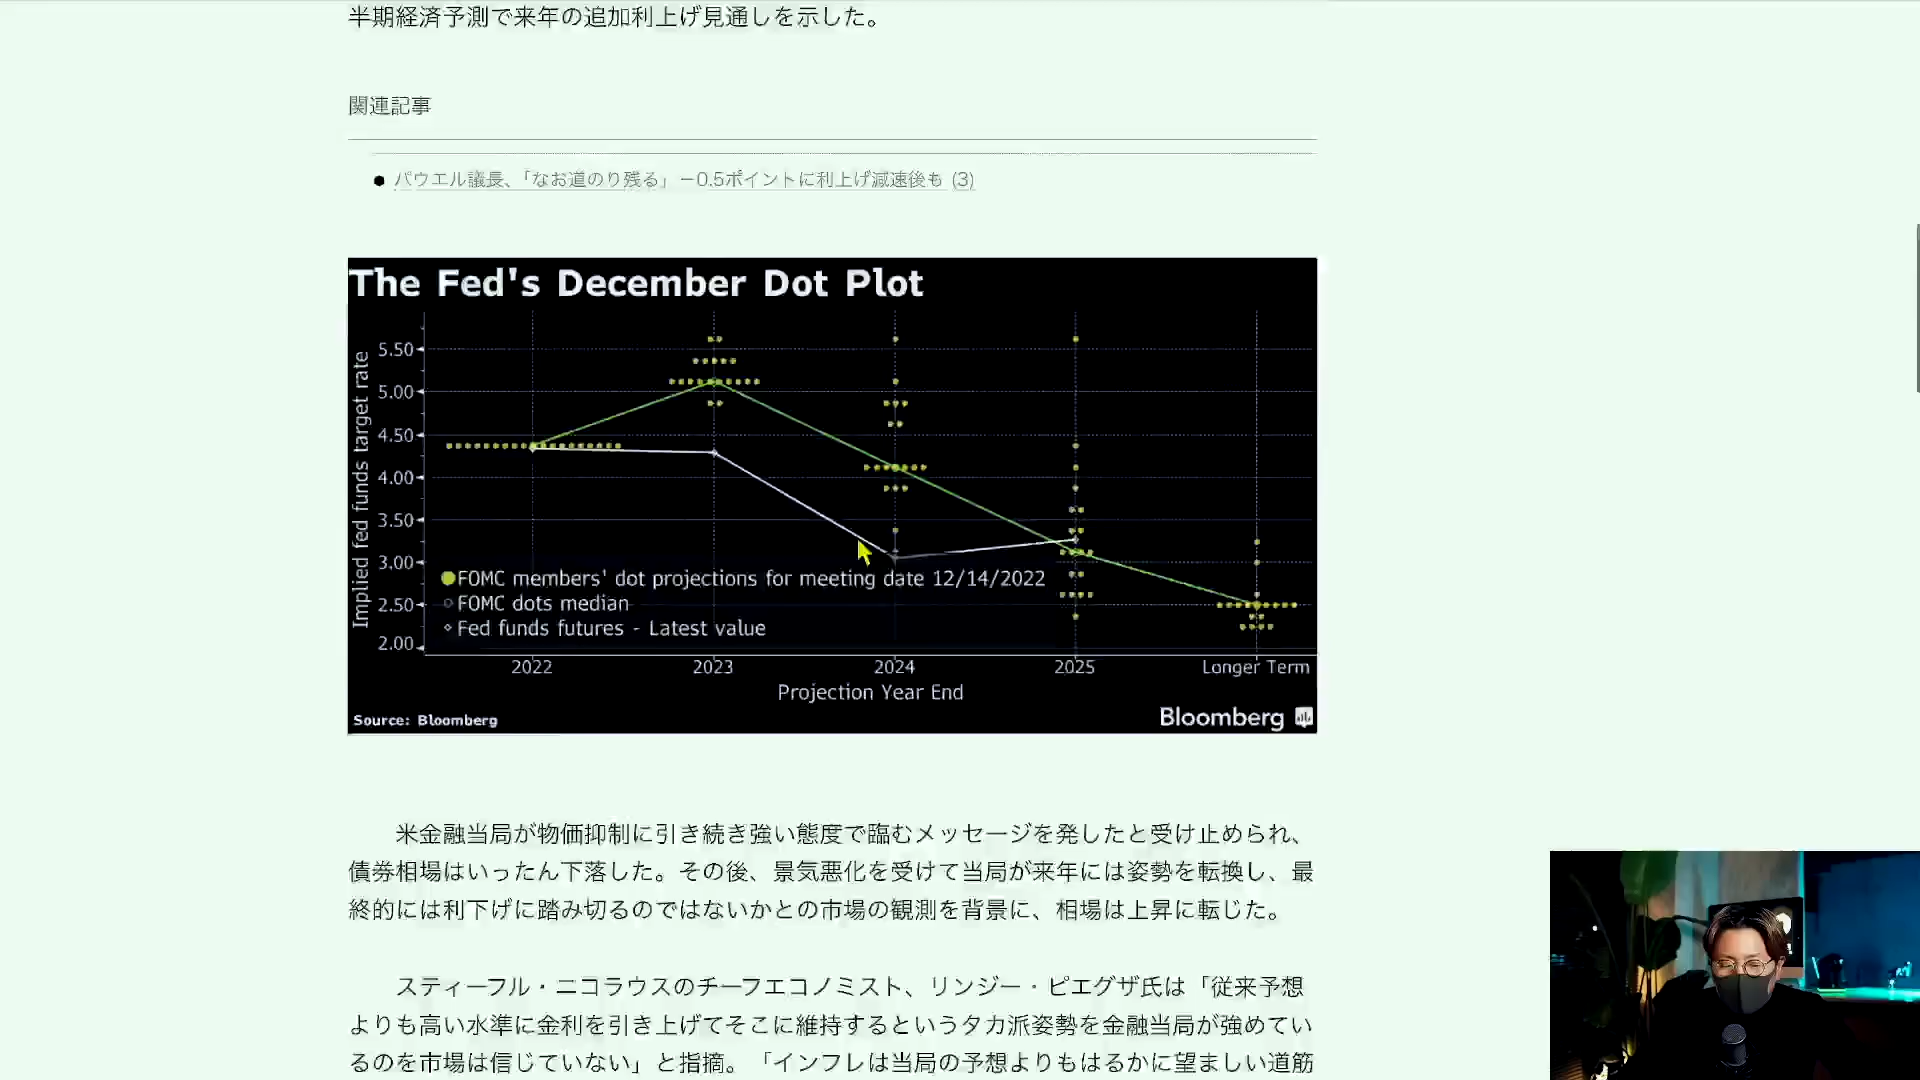 半期経済予測で来年の追加利上げ見通しを示した。
関連記事
パウエル議長、「なお道のり残る」－0.5ポイントに利上げ減速後も (3)
The Fed's December Dot Plot
Implied fed funds target rate
5.50
5.00
4.50
4.00
3.50
3.00
2.50
2.00
FOMC members' dot projections for meeting date 12/14/2022
FOMC dots median
Fed funds futures - Latest value
2022 2023 2024 2025 Longer Term
Projection Year End
Source: Bloomberg
Bloomberg
米金融当局が物価抑制に引き続き強い態度で臨むメッセージを発したと受け止められ、
債券相場はいったん下落した。その後、景気悪化を受けて当局が来年には姿勢を転換し、最
終的には利下げに踏み切るのではないかとの市場の観測を背景に、相場は上昇に転じた。
スティーフル・ニコラウスのチーフエコノミスト、リンジー・ピエグザ氏は「従来予想
よりも高い水準に金利を引き上げてそこに維持するというタカ派姿勢を金融当局が強めてい
るのを市場は信じていない」と指摘。「インフレは当局の予想よりもはるかに望ましい道筋